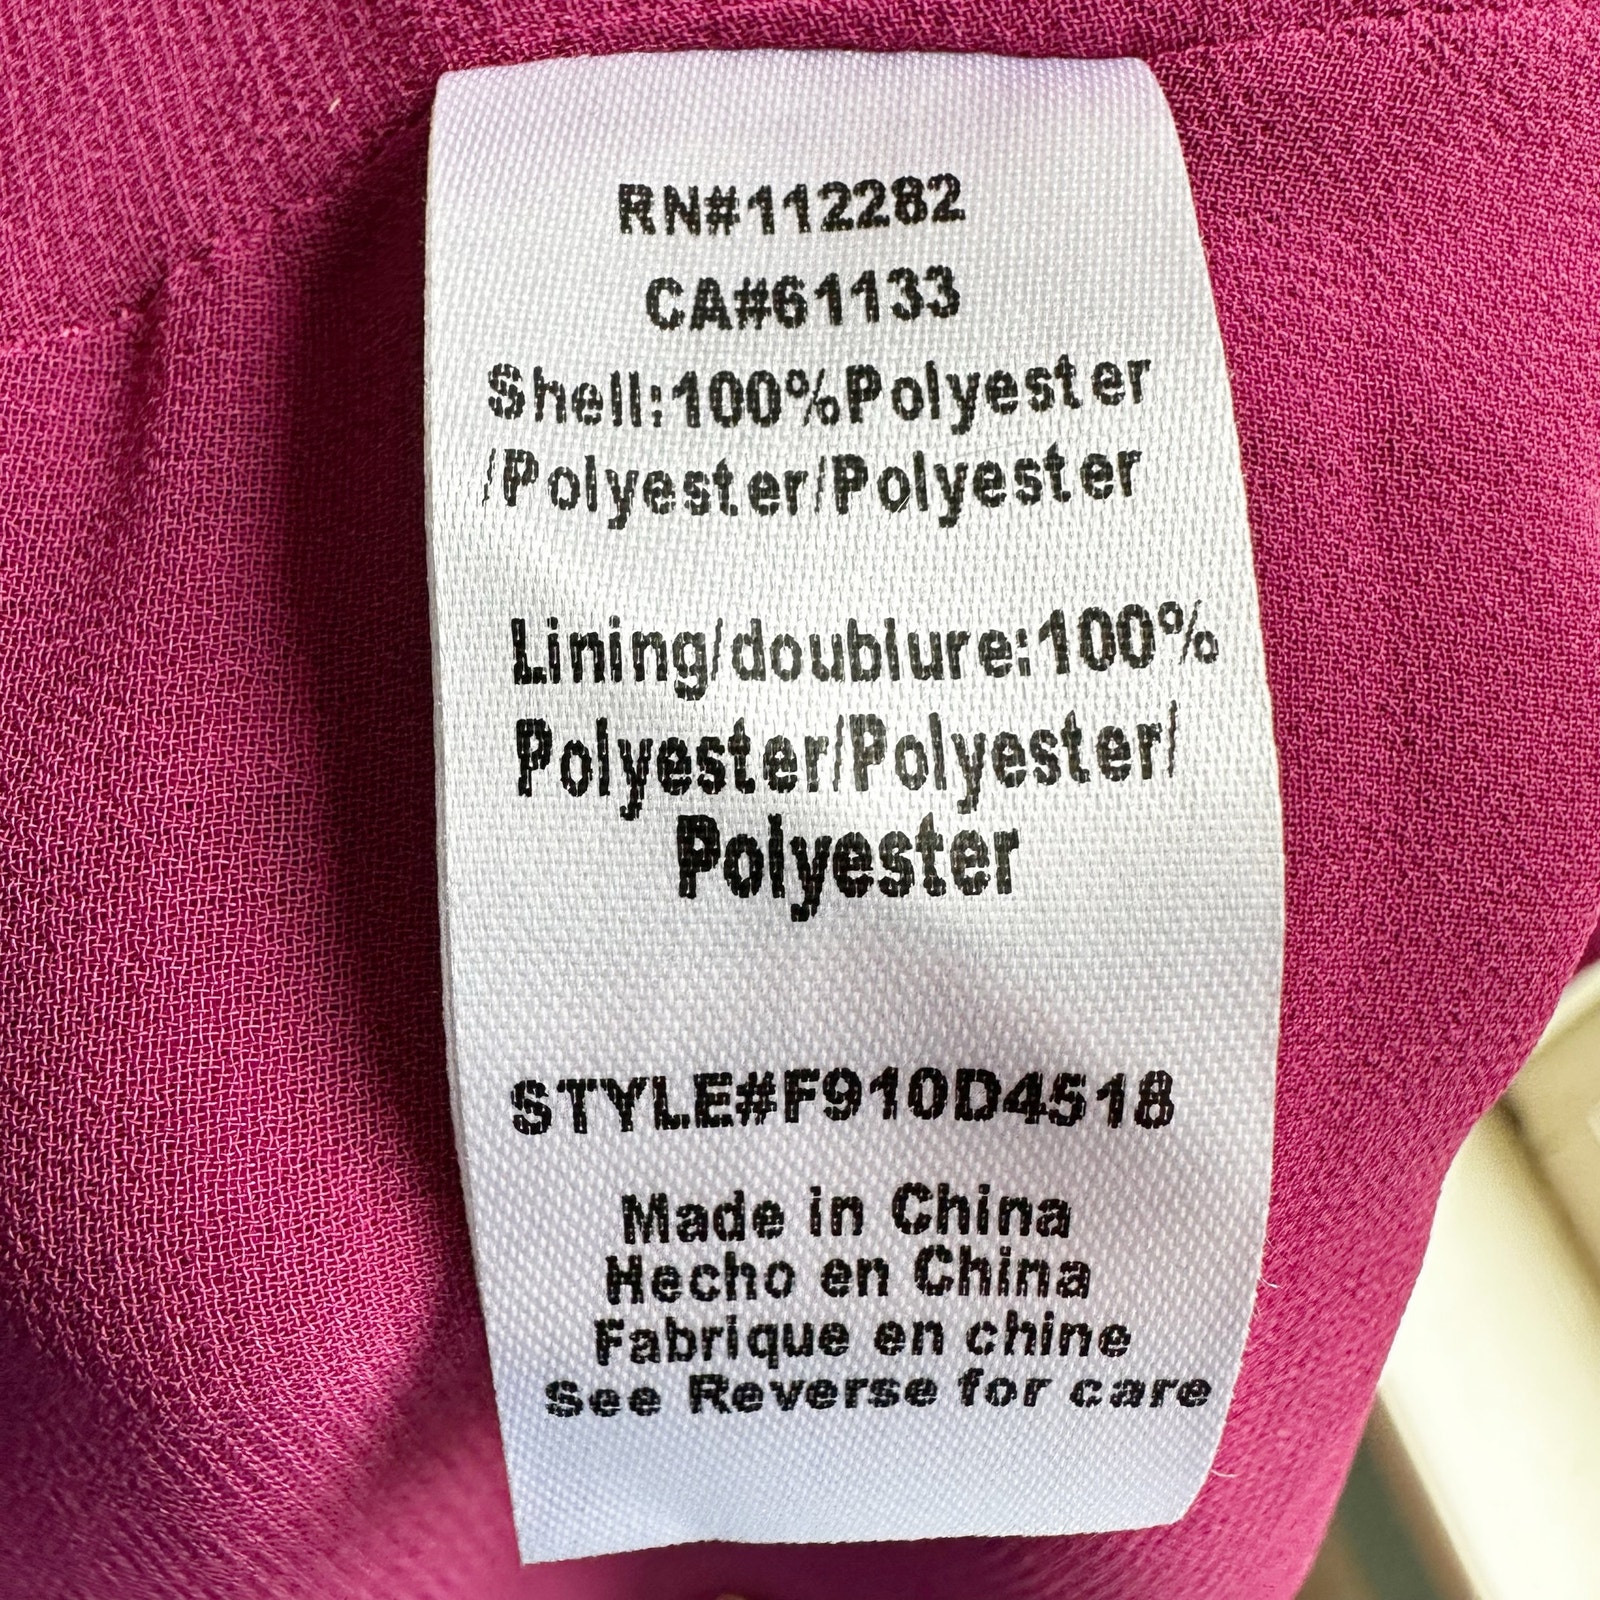 RN#112282
CA#61133
Shell:100%Polyester
/Polyester/Polyester
Lining/doublure:100%
Polyester/Polyester/
Polyester
STYLE#F910D4518
Made in China
Hecho en China
Fabrique en chine
See Reverse for care